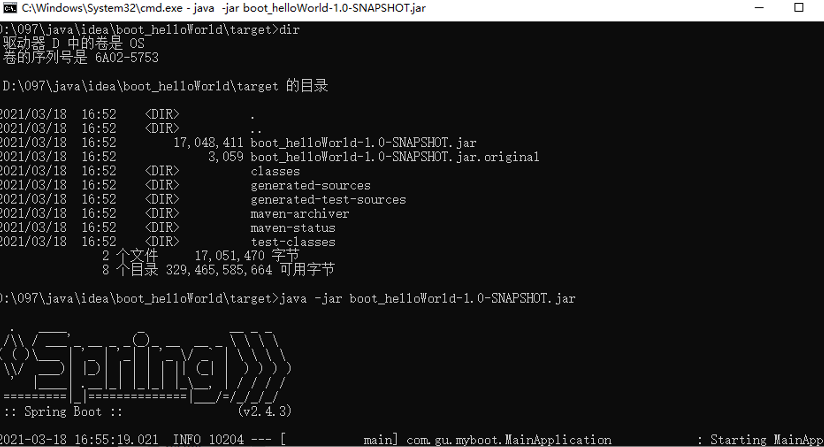 C:\Windows\System32\cmd.exe - java  -jar boot_helloWorld-1.0-SNAPSHOT.jar
D:\097\java\idea\boot_helloWorld\target>dir
驱动器 D 中的卷是 OS
卷的序列号是 6A02-5753
D:\097\java\idea\boot_helloWorld\target 的目录
2021/03/18  16:52    <DIR>          .
2021/03/18  16:52    <DIR>          ..
2021/03/18  16:52        17,048,411 boot_helloWorld-1.0-SNAPSHOT.jar
2021/03/18  16:52             3,059 boot_helloWorld-1.0-SNAPSHOT.jar.original
2021/03/18  16:52    <DIR>          classes
2021/03/18  16:52    <DIR>          generated-sources
2021/03/18  16:52    <DIR>          generated-test-sources
2021/03/18  16:52    <DIR>          maven-archiver
2021/03/18  16:52    <DIR>          maven-status
2021/03/18  16:52    <DIR>          test-classes
2 个文件     17,051,470 字节
8 个目录 329,465,585,664 可用字节
D:\097\java\idea\boot_helloWorld\target>java -jar boot_helloWorld-1.0-SNAPSHOT.jar
Spring
:: Spring Boot ::                (v2.4.3)
2021-03-18 16:55:19.021  INFO 10204 --- [           main] com.gu.myboot.MainApplication            : Starting MainApp